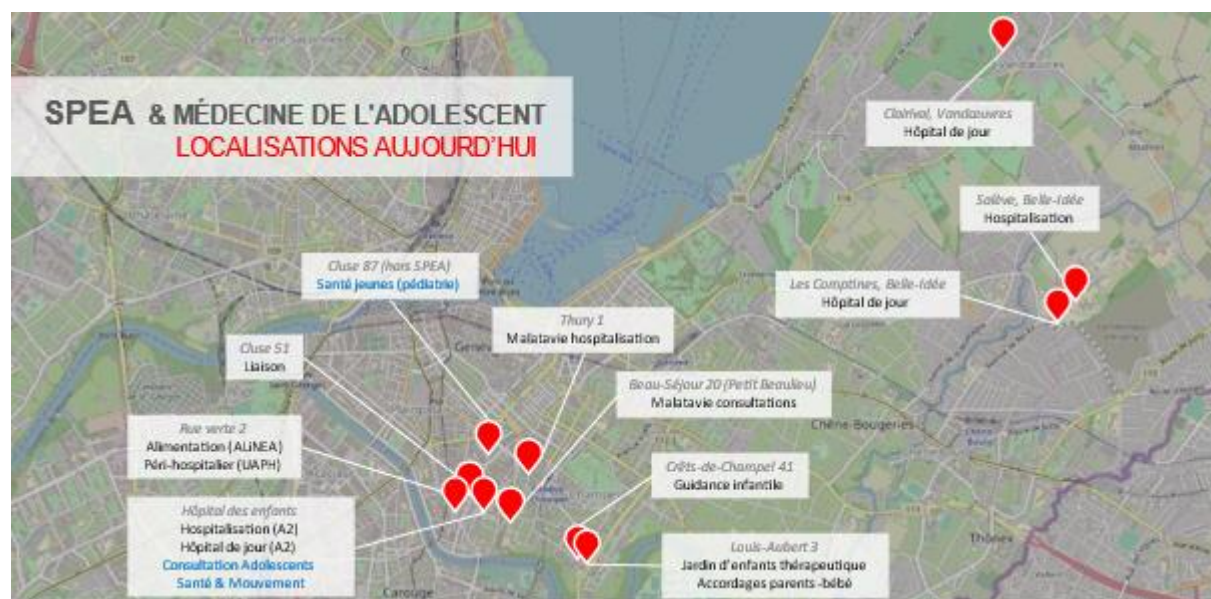 SPEA & MÉDECINE DE L'ADOLESCENT
LOCALISATIONS AUJOURD'HUI
Clairival, Vandœuvres
Hôpital de jour
Salève, Belle-Idée
Hospitalisation
Les Comptines, Belle-Idée
Hôpital de jour
Cluse 87 (hors SPEA)
Santé jeunes (pédiatrie)
Thury 1
Malatavie hospitalisation
Cluse 51
Liaison
Beau-Séjour 20 (Petit Beaulieu)
Malatavie consultations
Rue verte 2
Alimentation (ALiNEA)
Péri-hospitalier (UAPH)
Crêts-de-Champel 41
Guidance infantile
Hôpital des enfants
Hospitalisation (A2)
Hôpital de jour (A2)
Consultation Adolescents
Santé & Mouvement
Louis-Aubert 3
Jardin d'enfants thérapeutique
Accordages parents -bébé
Chêne-Bougeries
Thônex
Carouge